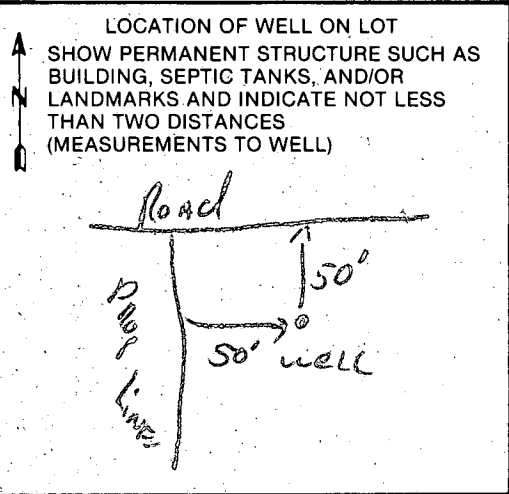 LOCATION OF WELL ON LOT
SHOW PERMANENT STRUCTURE SUCH AS
BUILDING, SEPTIC TANKS, AND/OR
LANDMARKS AND INDICATE NOT LESS
THAN TWO DISTANCES
(MEASUREMENTS TO WELL)
N
Road
50'
50' well
Prop Lines